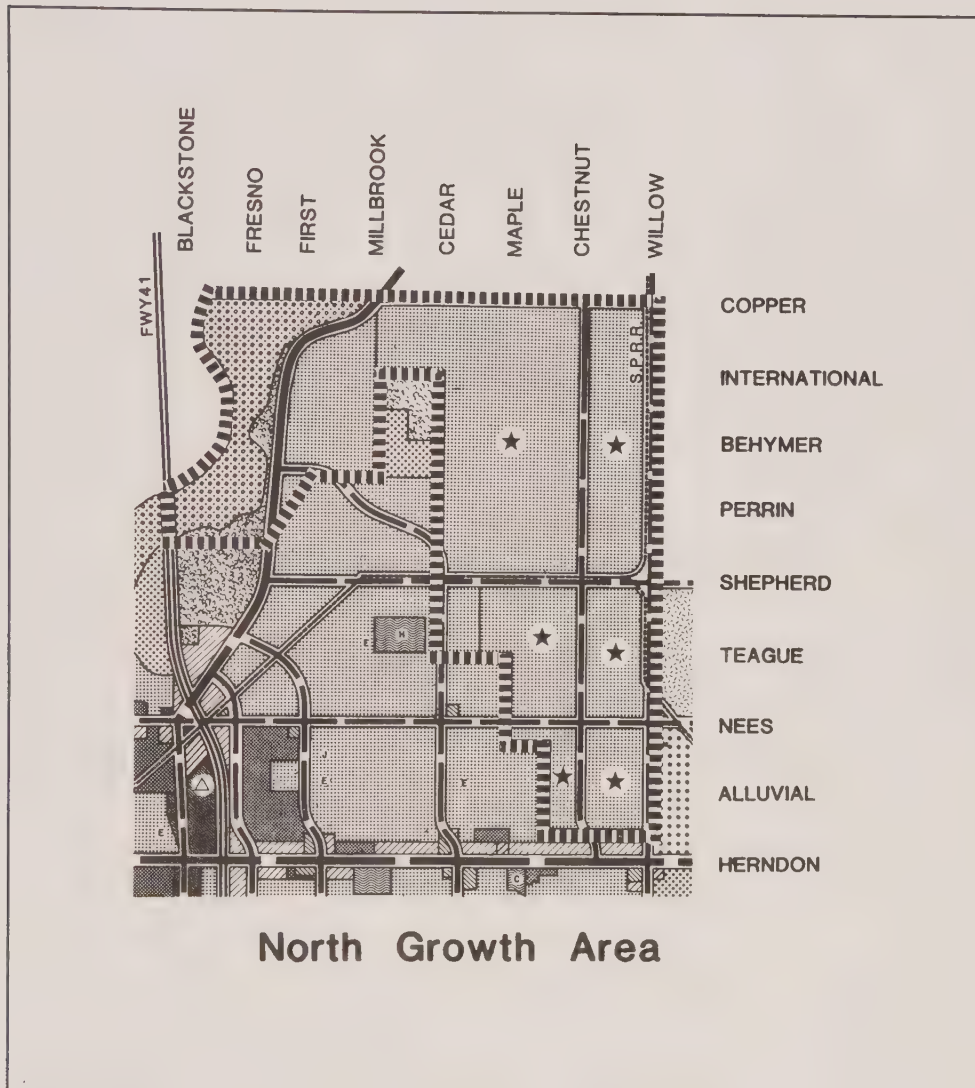 BLACKSTONE
FRESNO
FIRST
MILLBROOK
CEDAR
MAPLE
CHESTNUT
WILLOW
FWY41
S.P.R.R.
COPPER
INTERNATIONAL
BEHYMER
PERRIN
SHEPHERD
E H
TEAGUE
NEES
J
E E
ALLUVIAL
E
HERNDON
C
North Growth Area